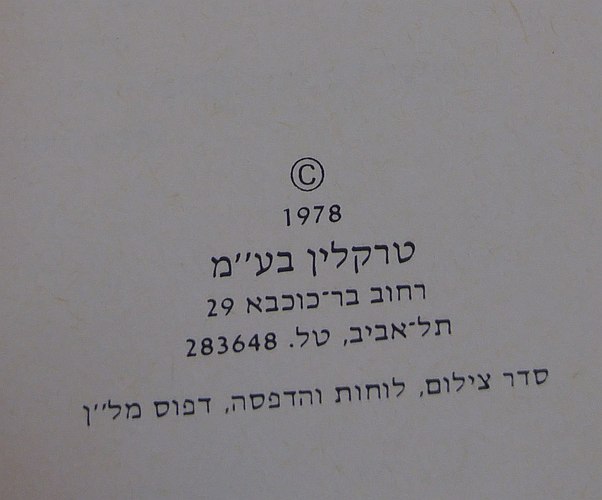 ©
1978
טרקלין בע''מ
רחוב בר־כוכבא 29
תל־אביב, טל. 283648
סדר צילום, לוחות והדפסה, דפוס מל''ן